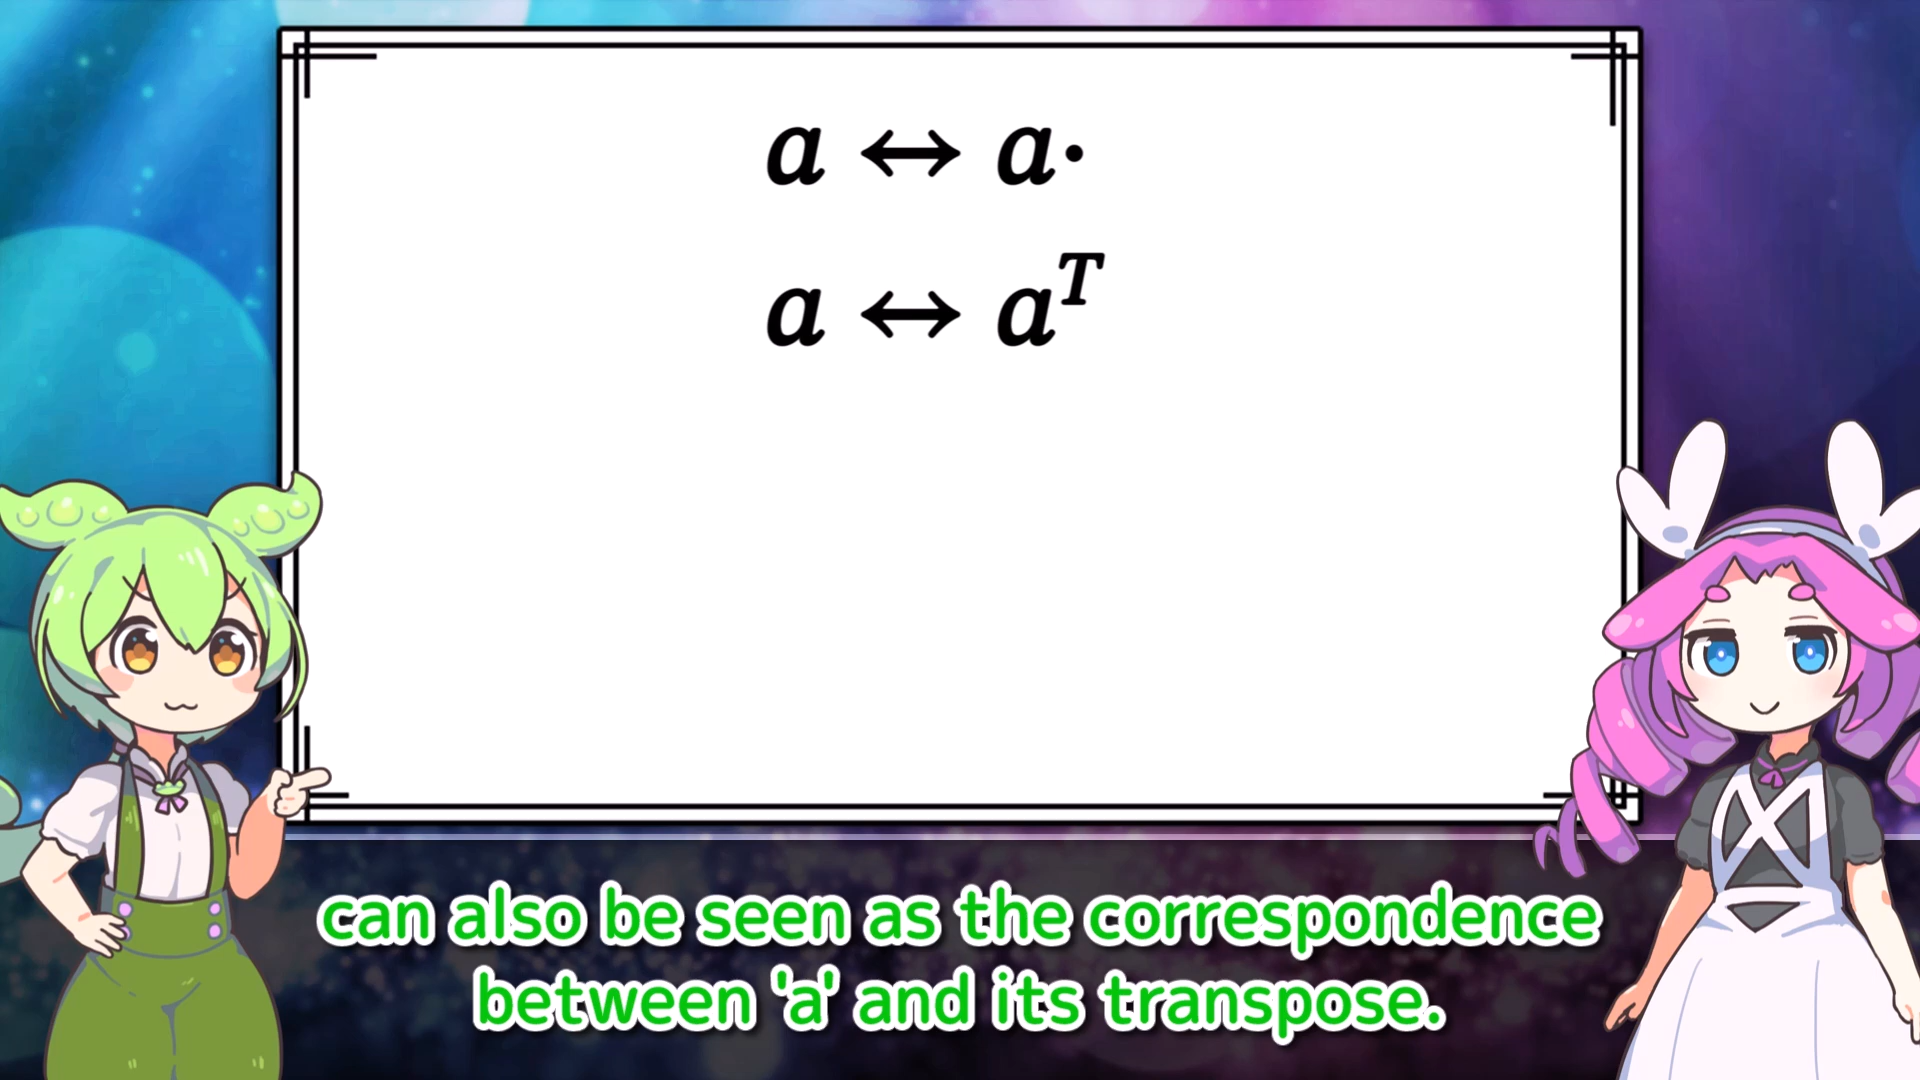 a ↔ a·
a ↔ a^T
can also be seen as the correspondence
between 'a' and its transpose.